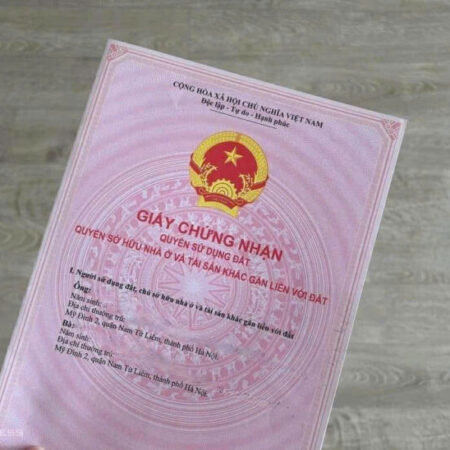 CỘNG HÒA XÃ HỘI CHỦ NGHĨA VIỆT NAM
Độc lập - Tự do - Hạnh phúc
GIẤY CHỨNG NHẬN
QUYỀN SỬ DỤNG ĐẤT
QUYỀN SỞ HỮU NHÀ Ở VÀ TÀI SẢN KHÁC GẮN LIỀN VỚI ĐẤT
I. Người sử dụng đất, chủ sở hữu nhà ở và tài sản khác gắn liền với đất
Ông:
Năm sinh:
Địa chỉ thường trú:
Mỹ Đình 2, quận Nam Từ Liêm, thành phố Hà Nội.
Bà:
Năm sinh:
Địa chỉ thường trú:
Mỹ Đình 2, quận Nam Từ Liêm, thành phố Hà Nội.